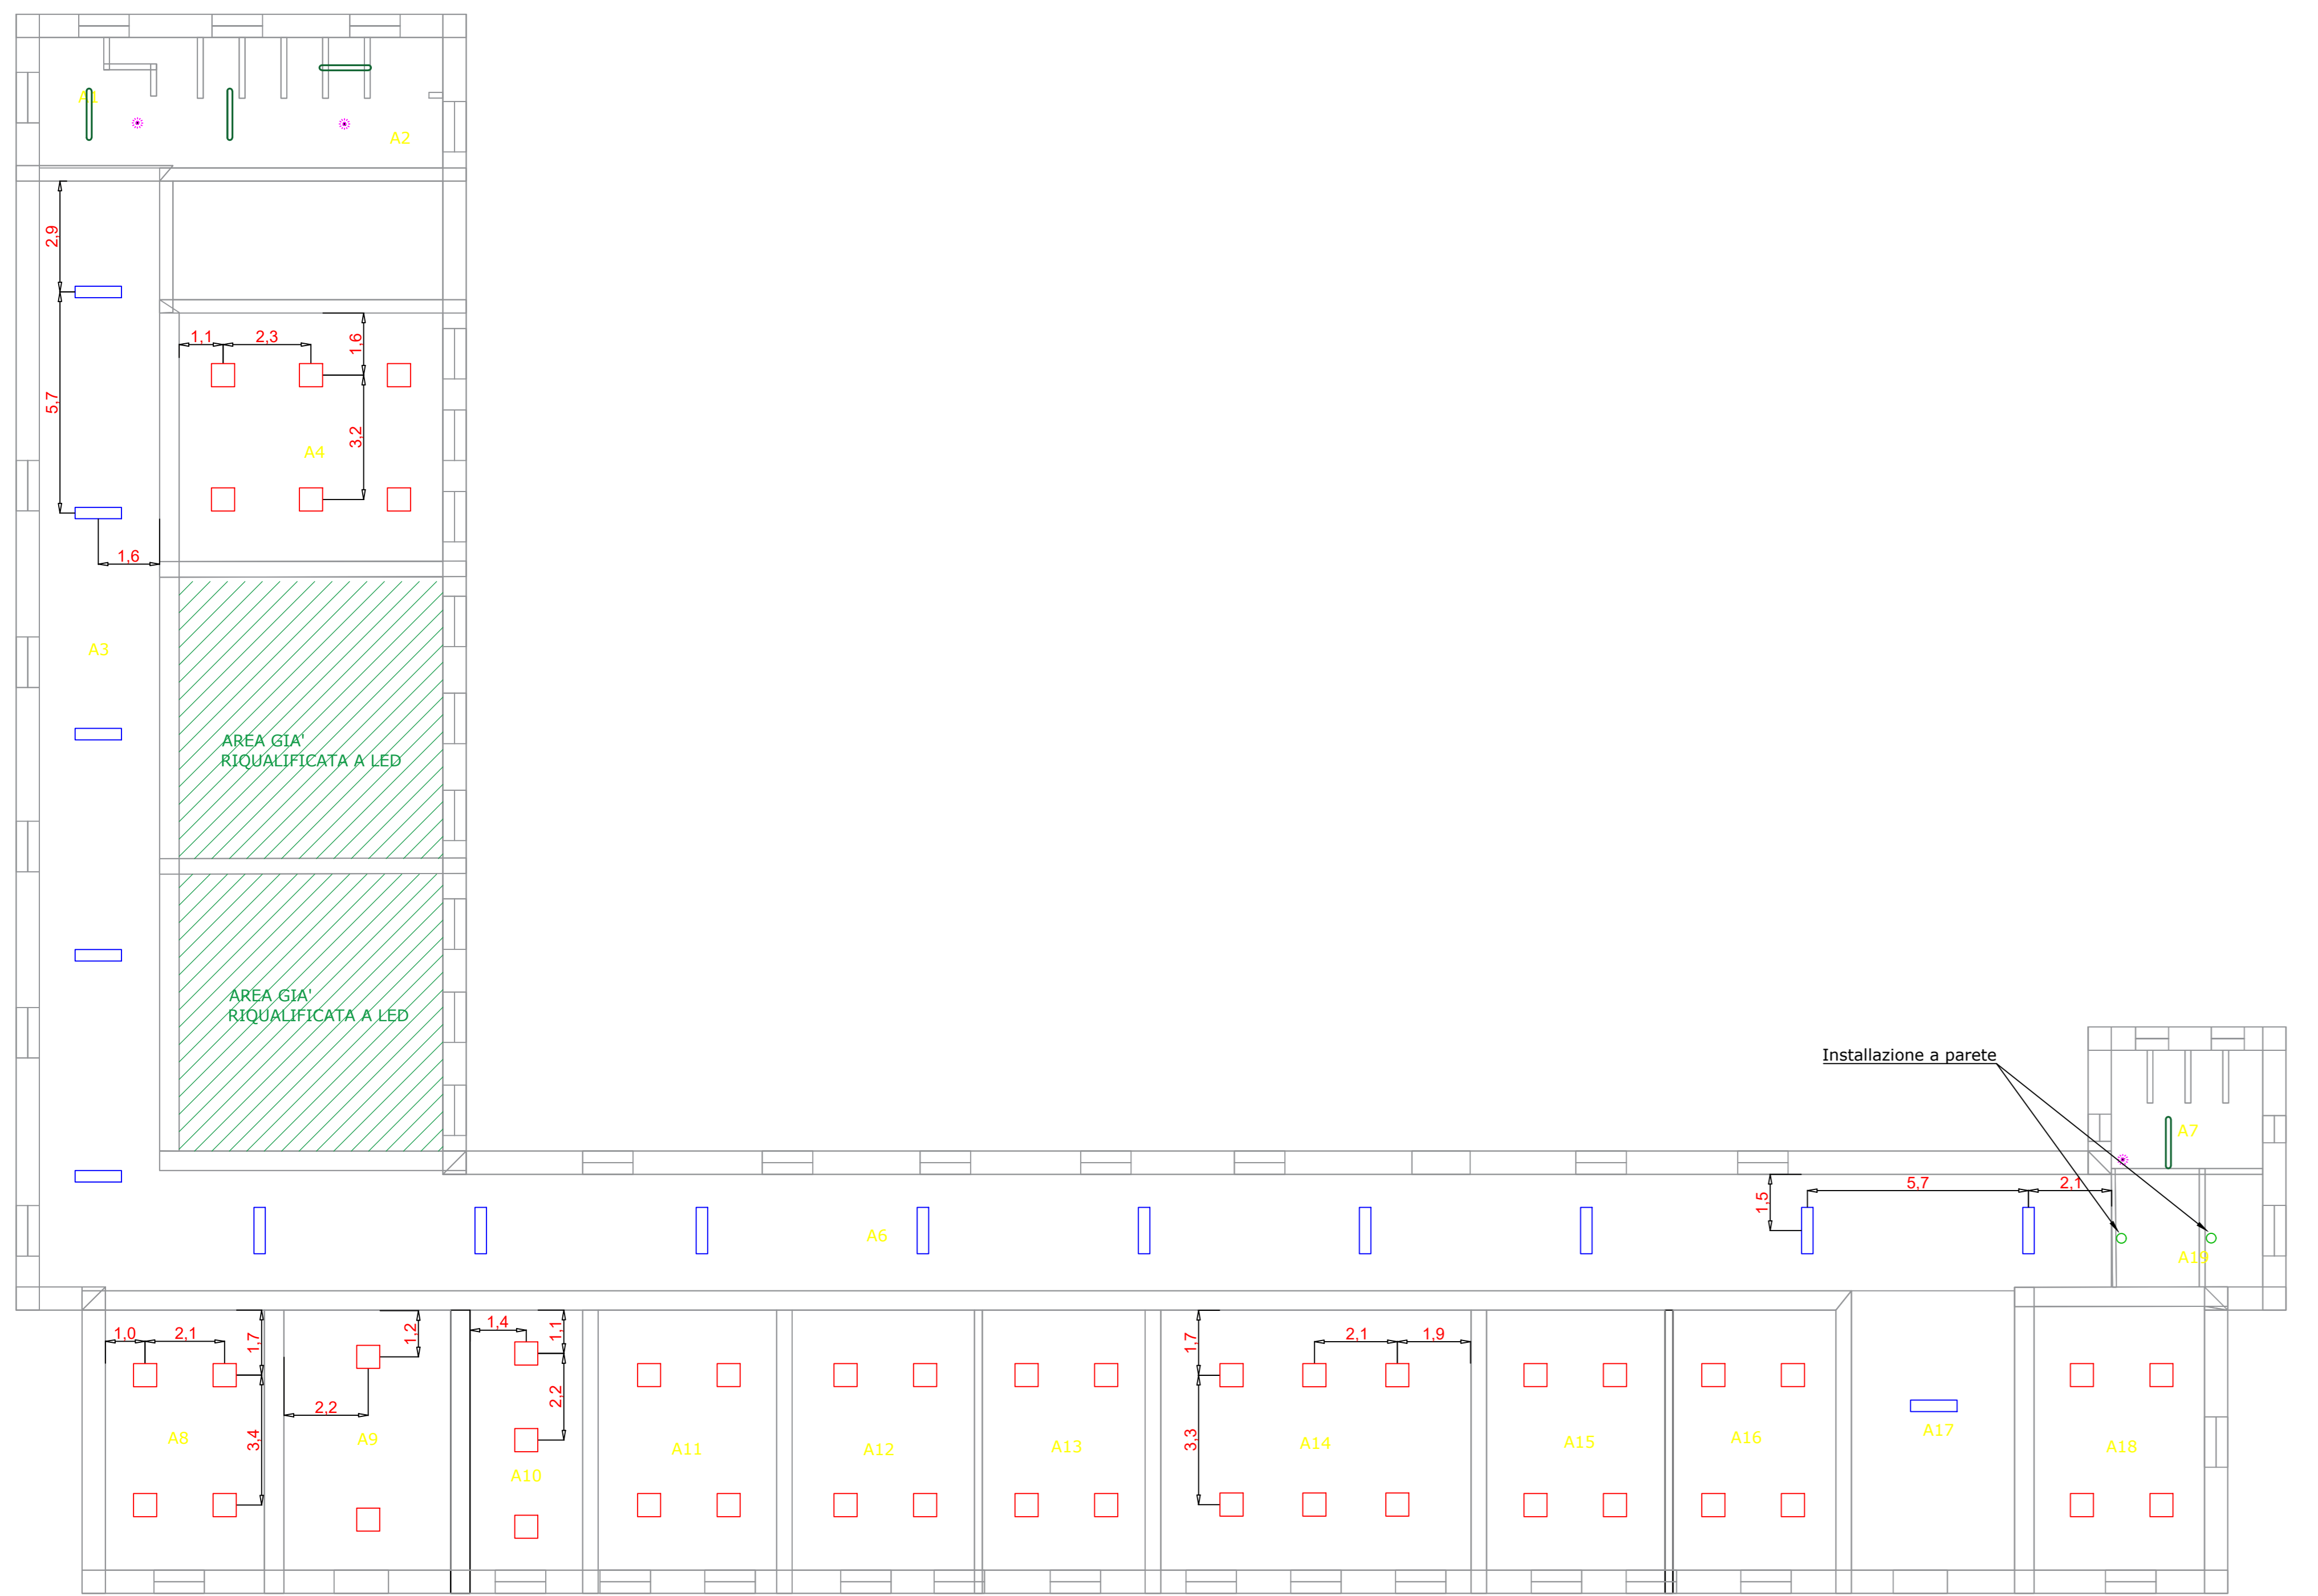 A1
A2
2,9
1,1
2,3
1,6
5,7
3,2
A4
1,6
A3
AREA GIA'
RIQUALIFICATA A LED
AREA GIA'
RIQUALIFICATA A LED
Installazione a parete
A7
5,7
2,1
1,5
A6
A19
1,0
2,1
1,7
1,2
1,4
1,1
1,7
2,1
1,9
2,2
2,2
3,4
3,3
A8
A9
A10
A11
A12
A13
A14
A15
A16
A17
A18